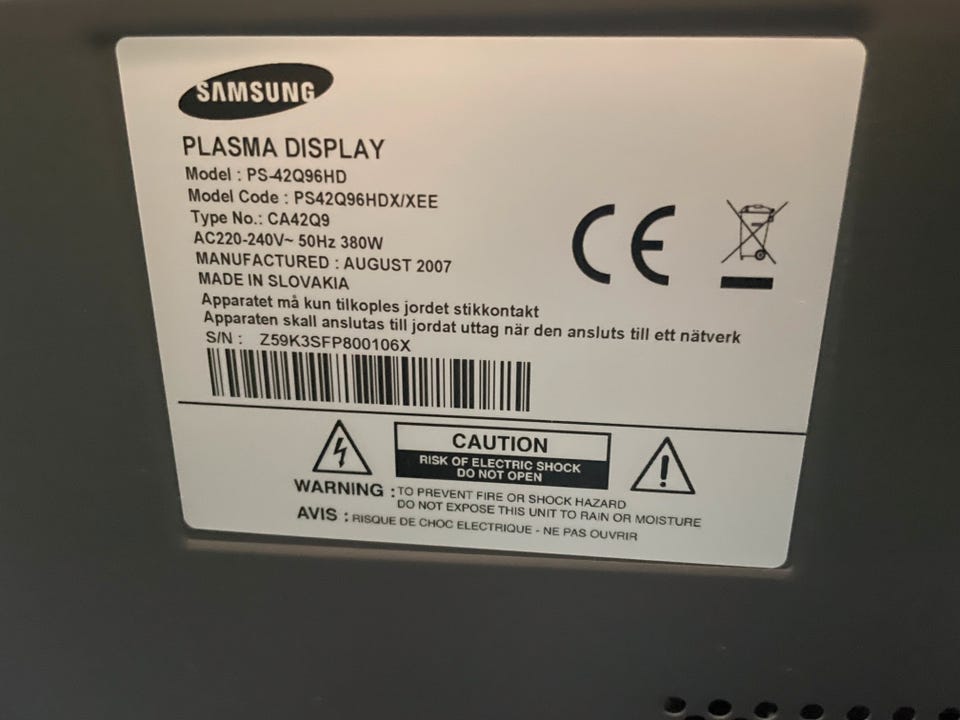 SAMSUNG
PLASMA DISPLAY
Model : PS-42Q96HD
Model Code : PS42Q96HDX/XEE
Type No.: CA42Q9
AC220-240V~ 50Hz 380W
MANUFACTURED : AUGUST 2007
MADE IN SLOVAKIA
Apparatet må kun tilkoples jordet stikkontakt
Apparaten skall anslutas till jordat uttag när den ansluts till ett nätverk
S/N : Z59K3SFP800106X
CE
CAUTION
RISK OF ELECTRIC SHOCK
DO NOT OPEN
WARNING : TO PREVENT FIRE OR SHOCK HAZARD
DO NOT EXPOSE THIS UNIT TO RAIN OR MOISTURE
AVIS : RISQUE DE CHOC ELECTRIQUE - NE PAS OUVRIR